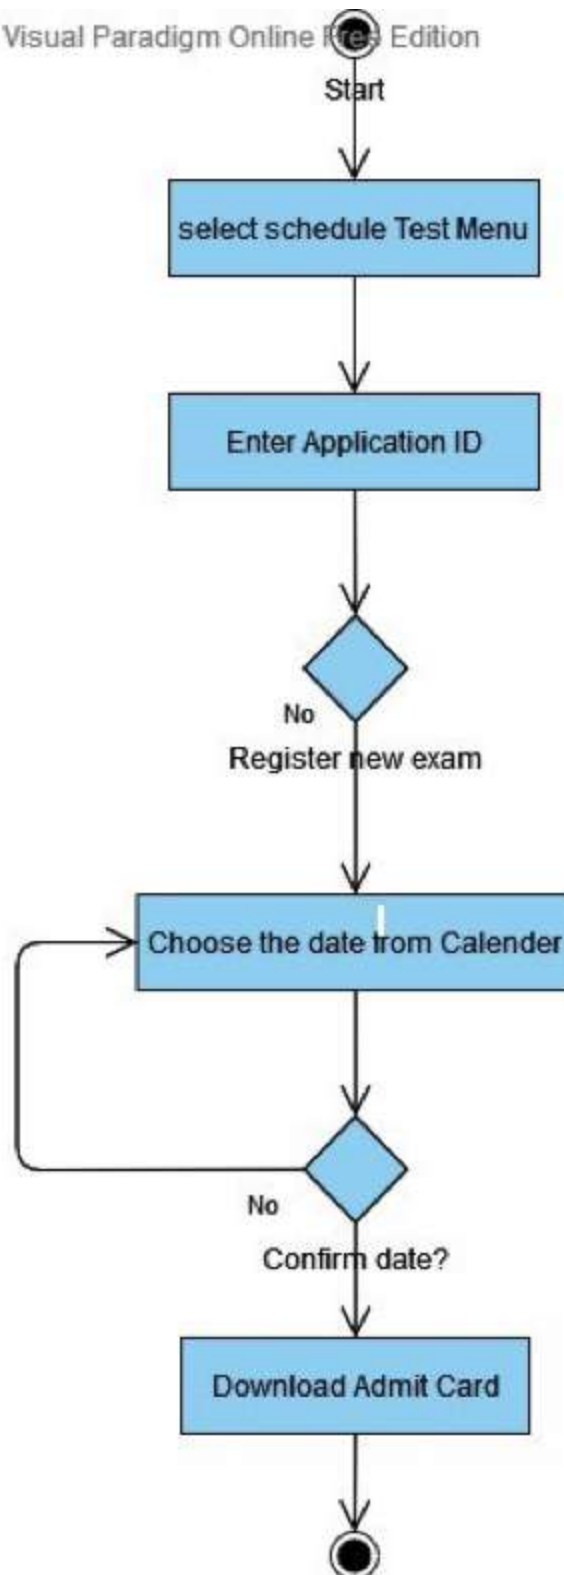 Visual Paradigm Online Free Edition
Start
select schedule Test Menu
Enter Application ID
No
Register new exam
Choose the date from Calender
No
Confirm date?
Download Admit Card